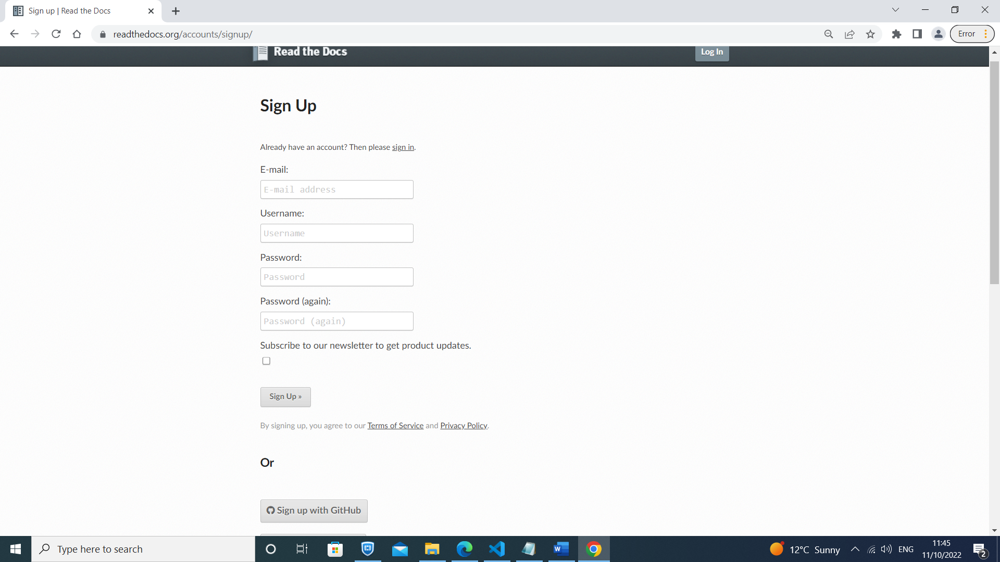 Sign up | Read the Docs
readthedocs.org/accounts/signup/
Error
Read the Docs
Log In
Sign Up
Already have an account? Then please sign in.
E-mail:
E-mail address
Username:
Username
Password:
Password
Password (again):
Password (again)
Subscribe to our newsletter to get product updates.
Sign Up »
By signing up, you agree to our Terms of Service and Privacy Policy.
Or
Sign up with GitHub
Type here to search
W
12°C Sunny
ENG
11:45
11/10/2022
2